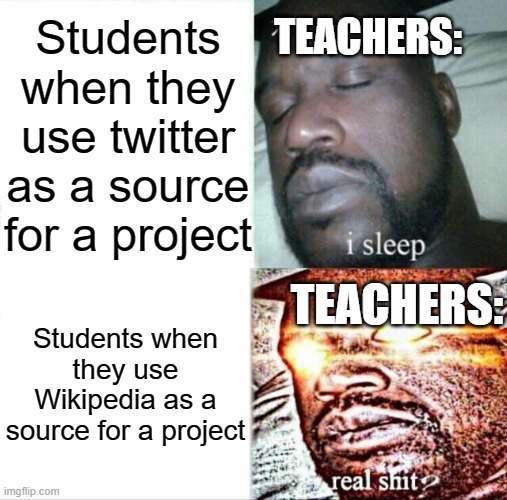 Students
when they
use twitter
as a source
for a project
TEACHERS:
i sleep
Students when
they use
Wikipedia as a
source for a project
TEACHERS:
real shit?
imgflip.com